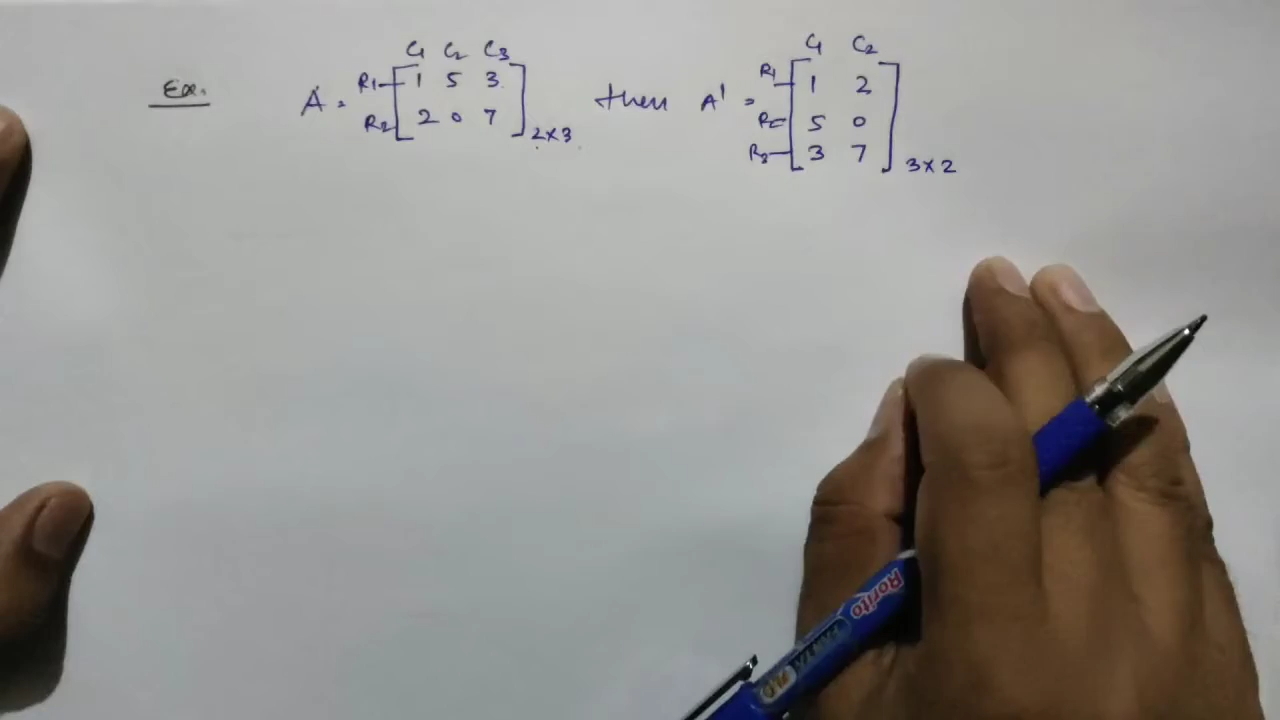 C₁ C₂ C₃
C₁ C₂
Ex. A = R₁ [1 5 3 then A' = R₁ [1 2
R₂ 2 0 7] 2×3 R₂ 5 0
R₃ 3 7] 3×2
Rorito